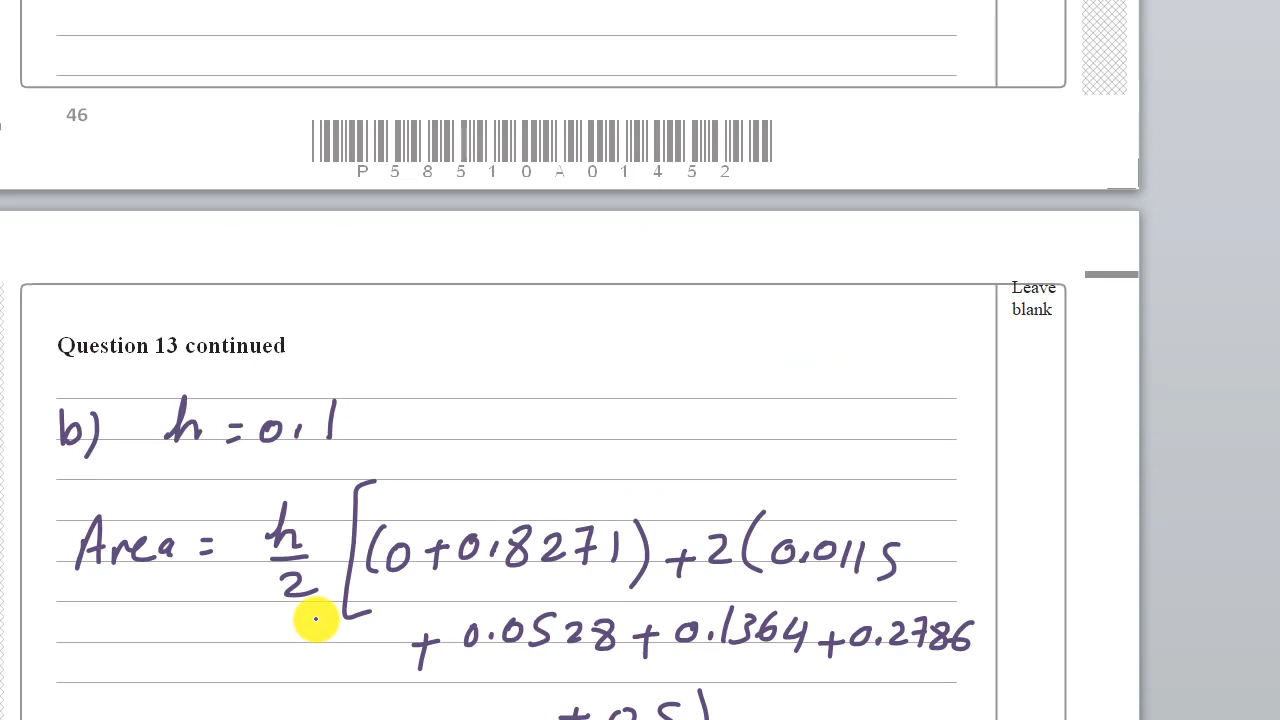 46
P 5 8 5 1 0 A 0 1 4 5 2
Leave
blank
Question 13 continued
b) h = 0.1
Area = h/2 [(0+0.8271)+2(0.0115
+ 0.0528 + 0.1364 + 0.2786